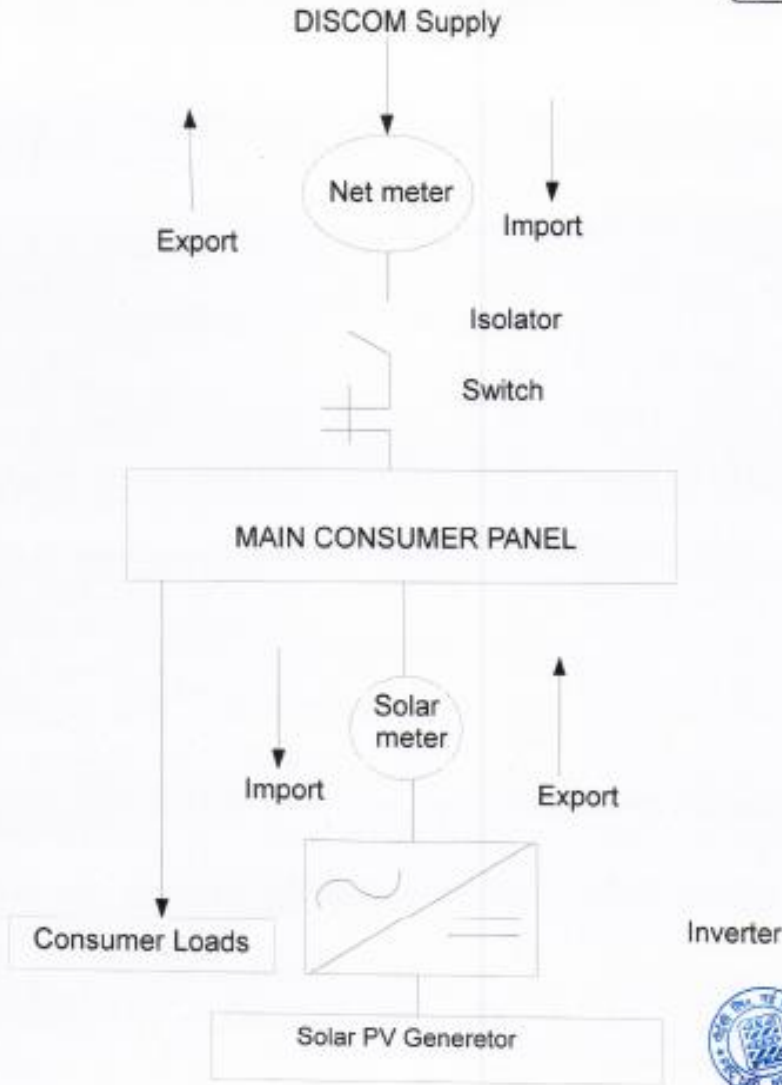 DISCOM Supply
Net meter
Export
Import
Isolator
Switch
MAIN CONSUMER PANEL
Solar
meter
Import
Export
Consumer Loads
Inverter
Solar PV Generetor